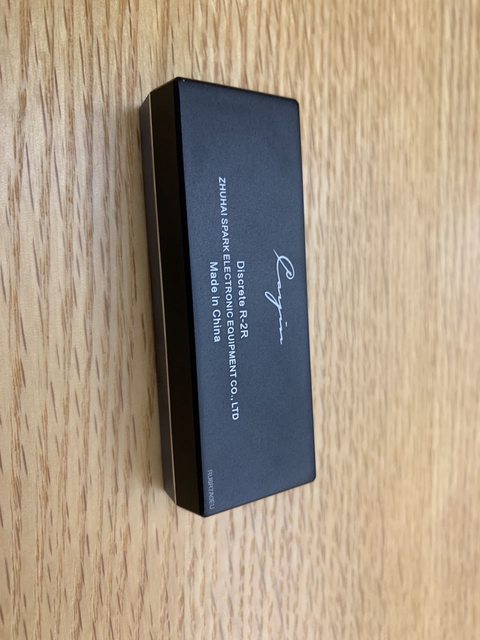 Cayin
Discrete R-2R
ZHUHAI SPARK ELECTRONIC EQUIPMENT CO., LTD
Made in China